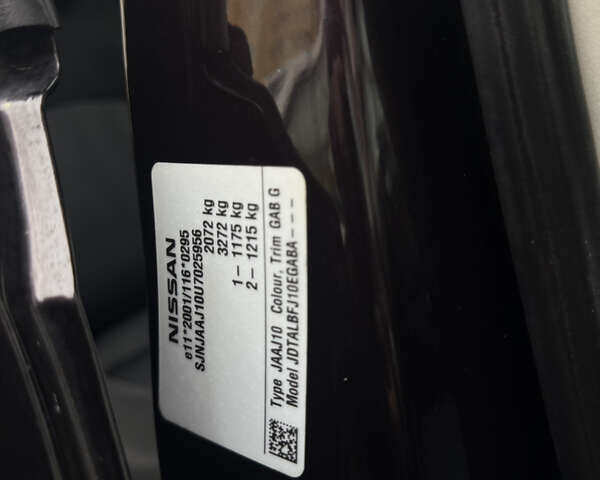 NISSAN
e11*2001/116*0295
SJNJAAJ10U7025956
2072 kg
3272 kg
1- 1175 kg
2- 1215 kg
Type JAAJ10 Colour, Trim GAB G
Model JDTALBFJ10EGABA---